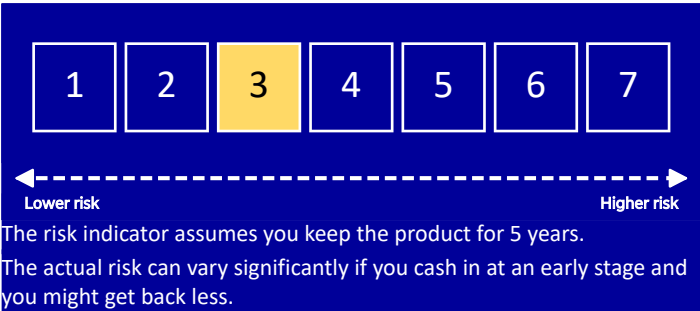 1 2 3 4 5 6 7
Lower risk Higher risk
The risk indicator assumes you keep the product for 5 years.
The actual risk can vary significantly if you cash in at an early stage and
you might get back less.